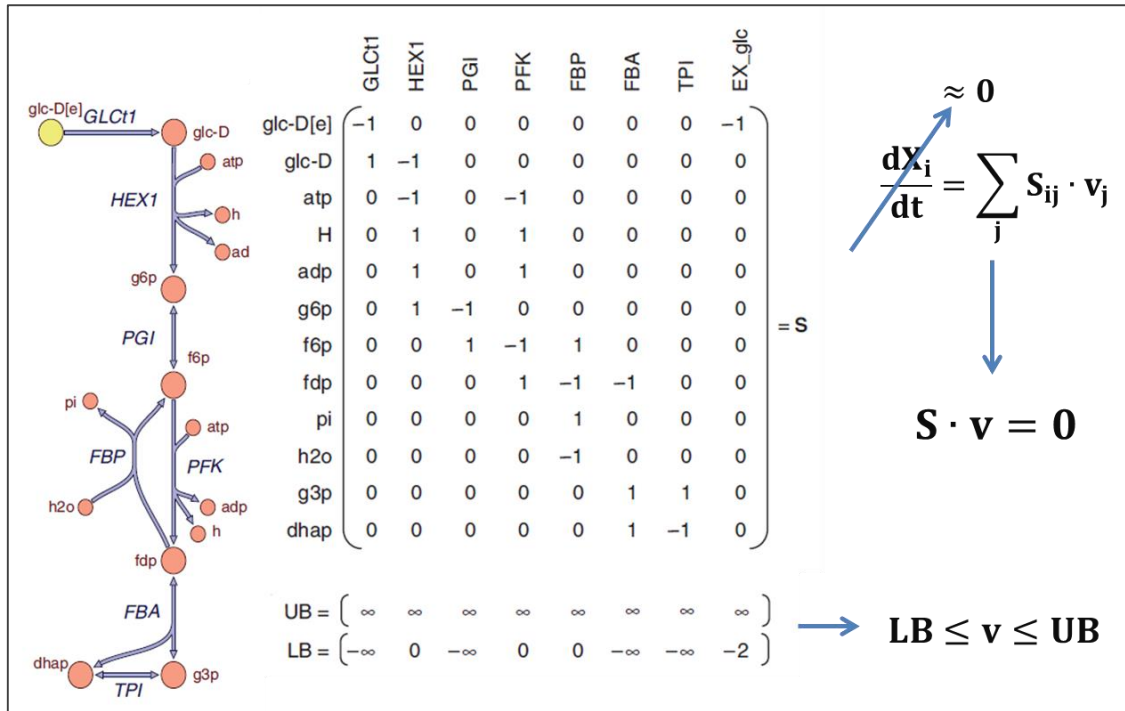 glc-D[e] GLCt1
glc-D
atp
HEX1
h
ad
g6p
PGI
f6p
pi
atp
FBP
PFK
h2o
adp
h
fdp
FBA
dhap
g3p
TPI
GLCt1 HEX1 PGI PFK FBP FBA TPI EX_glc
glc-D[e] −1 0 0 0 0 0 0 −1
glc-D 1 −1 0 0 0 0 0 0
atp 0 −1 0 −1 0 0 0 0
H 0 1 0 1 0 0 0 0
adp 0 1 0 1 0 0 0 0
g6p 0 1 −1 0 0 0 0 0
f6p 0 0 1 −1 1 0 0 0
fdp 0 0 0 1 −1 −1 0 0
pi 0 0 0 0 1 0 0 0
h2o 0 0 0 0 −1 0 0 0
g3p 0 0 0 0 0 1 1 0
dhap 0 0 0 0 0 1 −1 0
= S
UB = ( ∞ ∞ ∞ ∞ ∞ ∞ ∞ ∞ )
LB = ( −∞ 0 −∞ 0 0 −∞ −∞ −2 )
≈ 0
dXᵢ/dt = ∑ⱼ Sᵢⱼ · vⱼ
S · v = 0
LB ≤ v ≤ UB